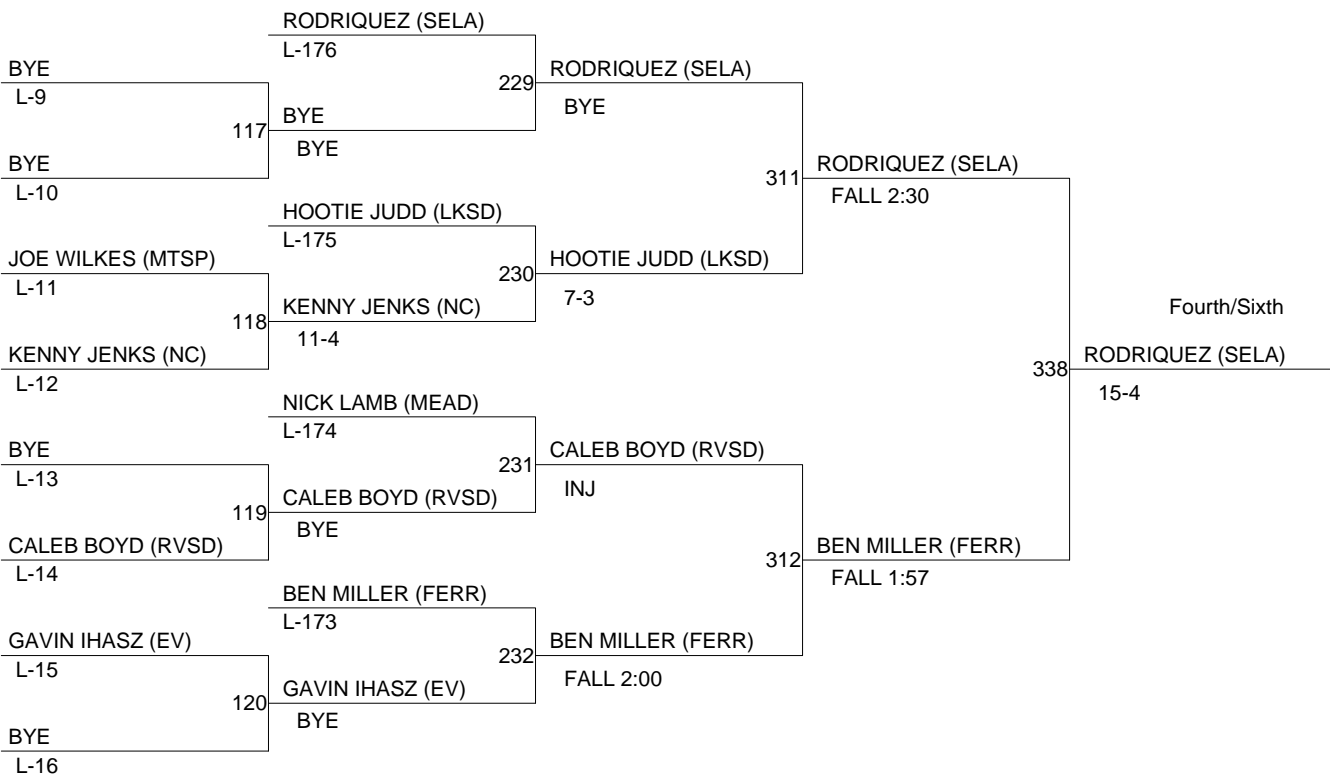 RODRIQUEZ (SELA)
L-176
BYE
L-9
229
RODRIQUEZ (SELA)
BYE
117
BYE
BYE
BYE
L-10
311
RODRIQUEZ (SELA)
FALL 2:30
HOOTIE JUDD (LKSD)
L-175
JOE WILKES (MTSP)
L-11
230
HOOTIE JUDD (LKSD)
7-3
118
KENNY JENKS (NC)
11-4
KENNY JENKS (NC)
L-12
Fourth/Sixth
338
RODRIQUEZ (SELA)
15-4
NICK LAMB (MEAD)
L-174
BYE
L-13
231
CALEB BOYD (RVSD)
INJ
119
CALEB BOYD (RVSD)
BYE
CALEB BOYD (RVSD)
L-14
312
BEN MILLER (FERR)
FALL 1:57
BEN MILLER (FERR)
L-173
GAVIN IHASZ (EV)
L-15
232
BEN MILLER (FERR)
FALL 2:00
120
GAVIN IHASZ (EV)
BYE
BYE
L-16